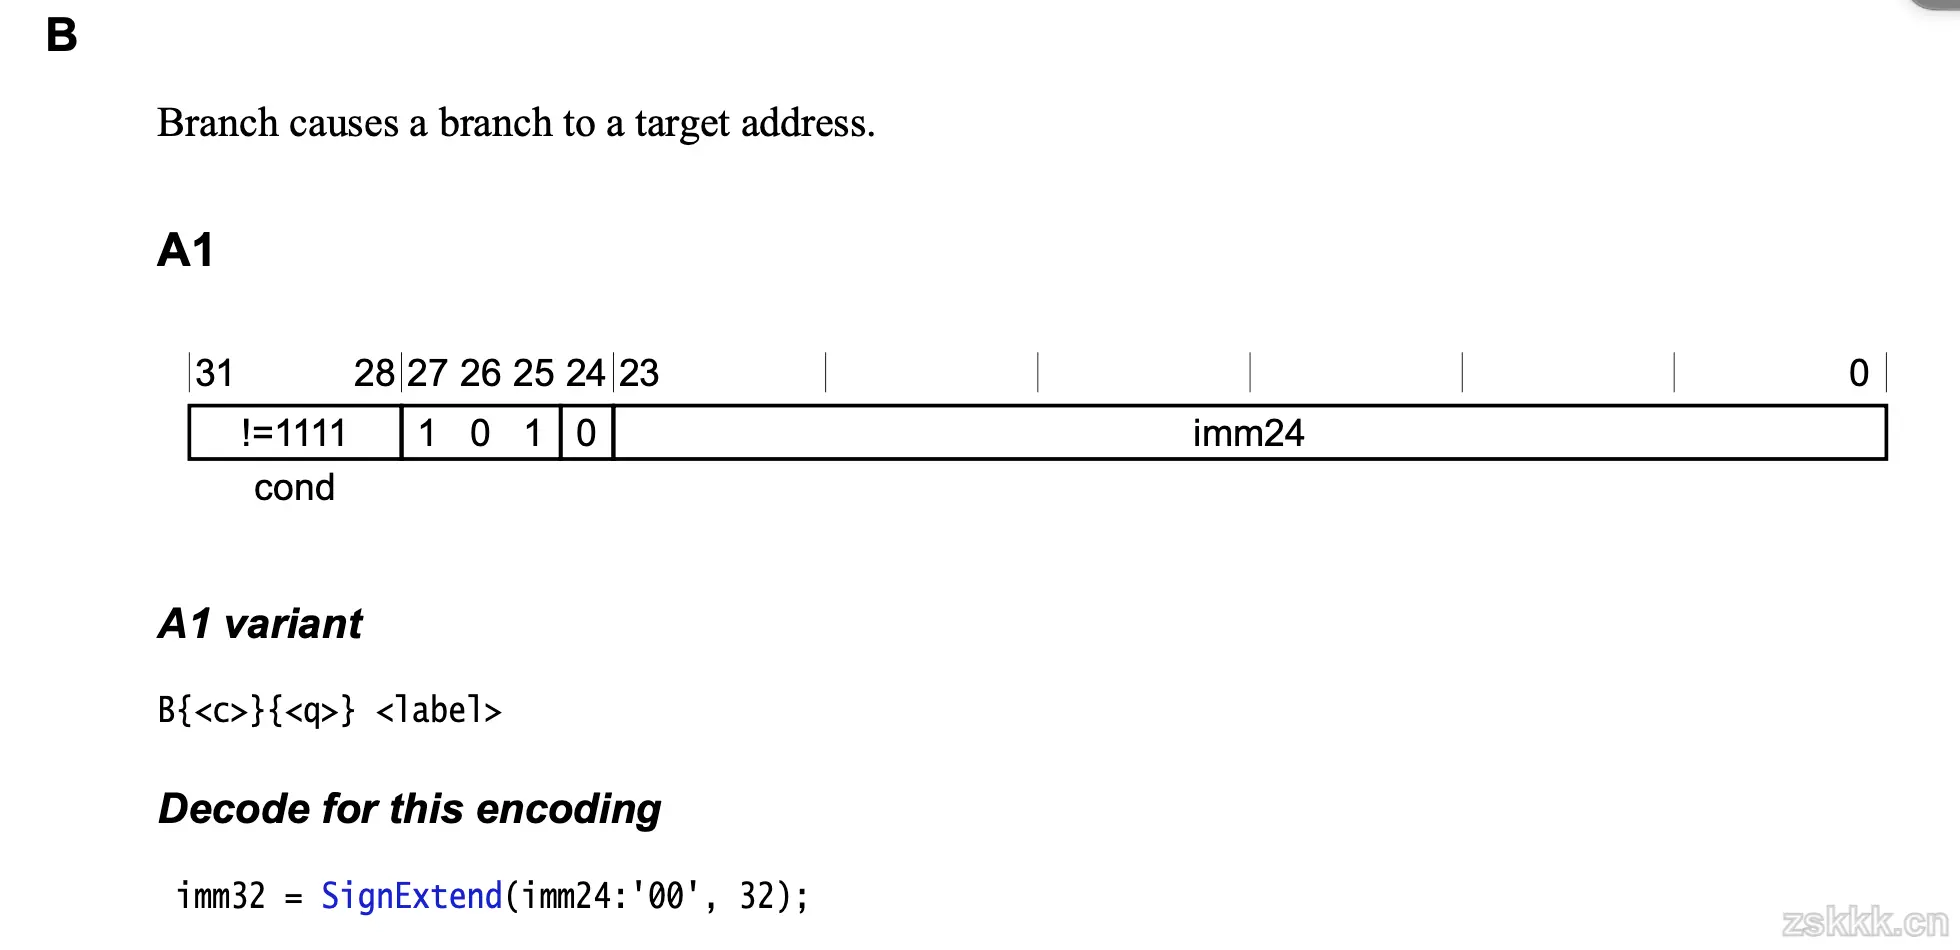 B
Branch causes a branch to a target address.
A1
31 28 27 26 25 24 23 0
!=1111 1 0 1 0 imm24
cond
A1 variant
B{<c>}{<q>} <label>
Decode for this encoding
imm32 = SignExtend(imm24:'00', 32);
zskkk.cn